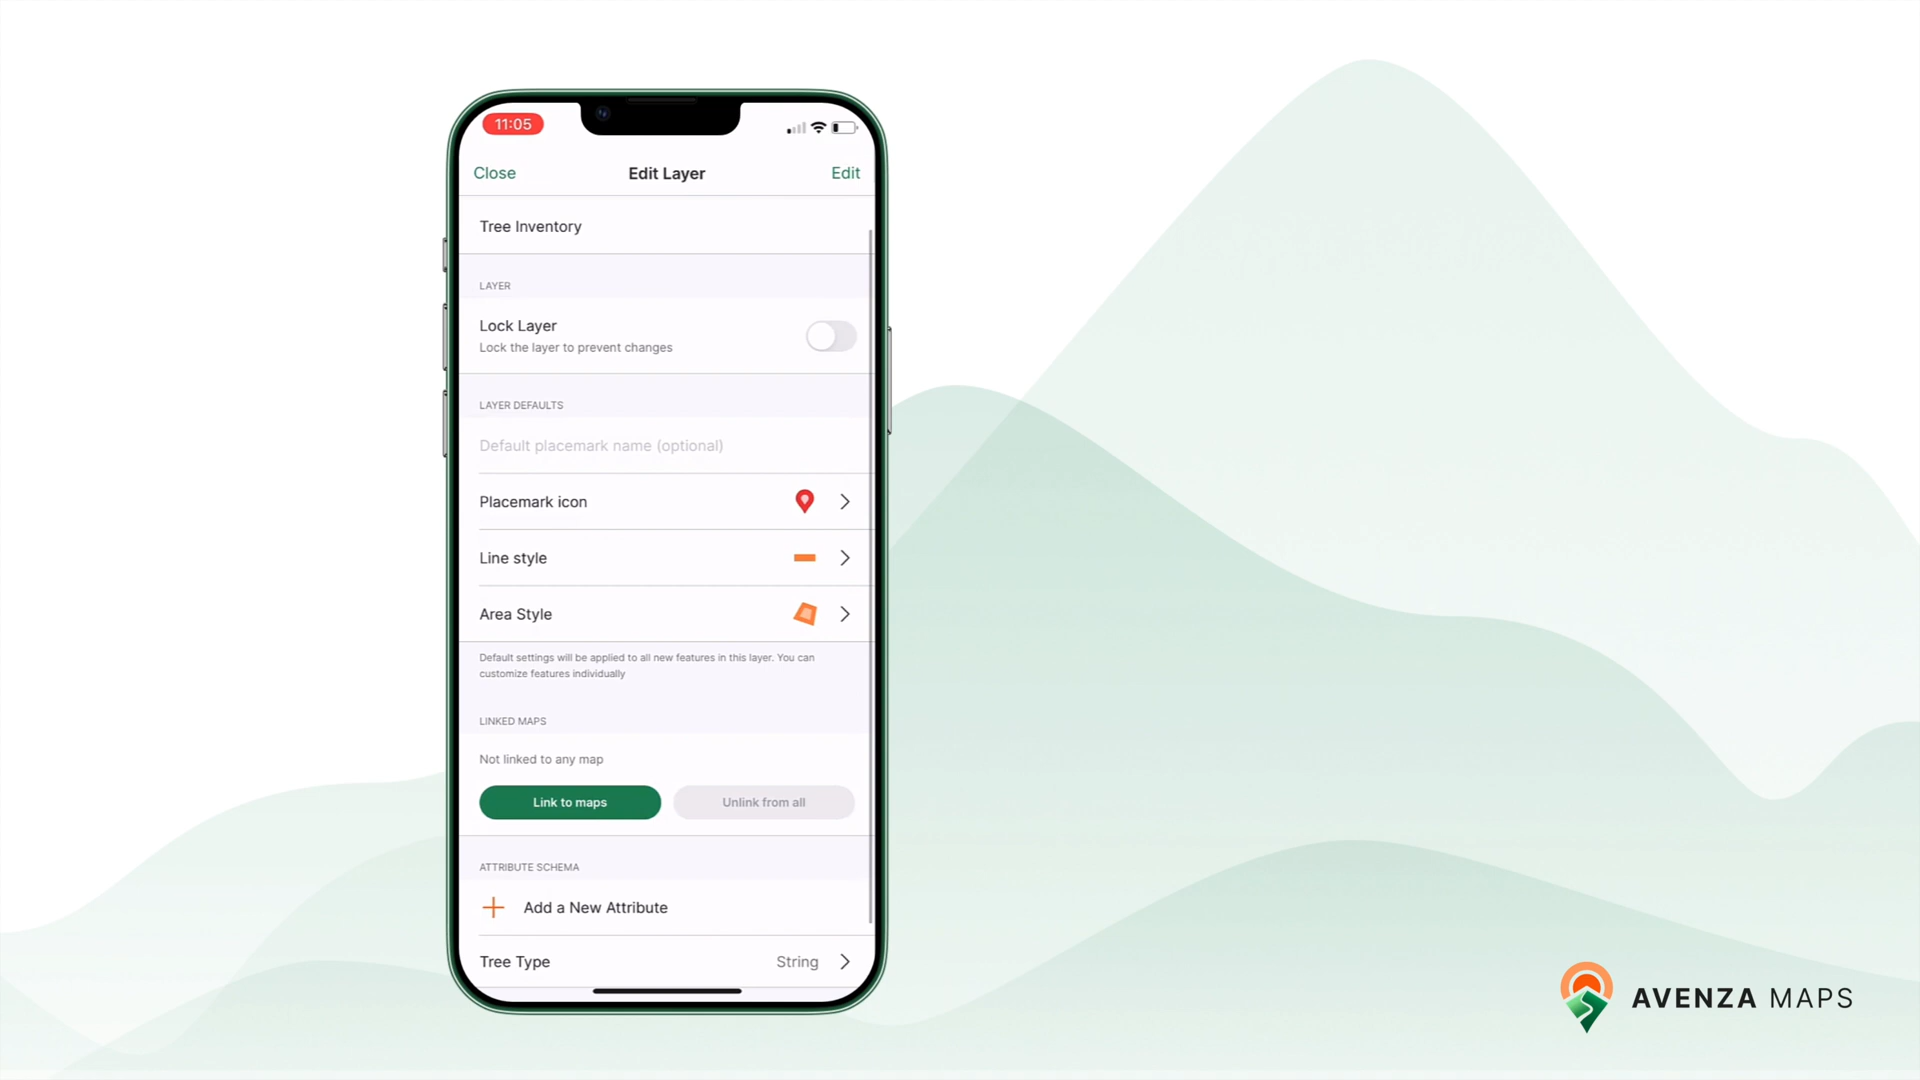 11:05
Close
Edit Layer
Edit
Tree Inventory
LAYER
Lock Layer
Lock the layer to prevent changes
LAYER DEFAULTS
Default placemark name (optional)
Placemark icon
Line style
Area Style
Default settings will be applied to all new features in this layer. You can
customize features individually
LINKED MAPS
Not linked to any map
Link to maps
Unlink from all
ATTRIBUTE SCHEMA
Add a New Attribute
Tree Type
String
AVENZA MAPS